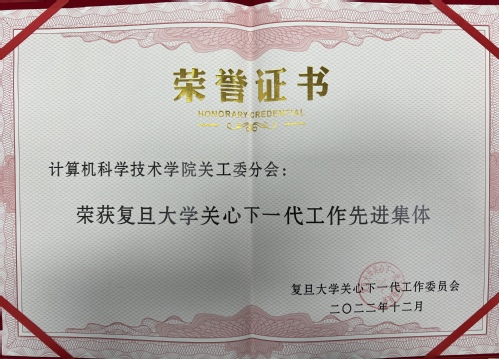 荣誉证书
HONORARY CREDENTIAL
计算机科学技术学院关工委分会：
荣获复旦大学关心下一代工作先进集体
复旦大学关心下一代工作委员会
二〇二二年十二月